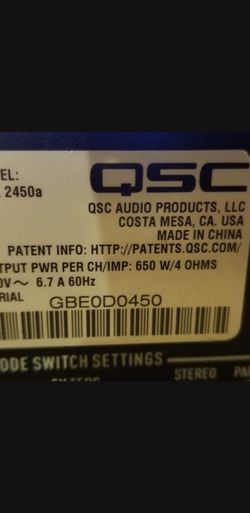 EL: QSC
2450a
QSC AUDIO PRODUCTS, LLC
COSTA MESA, CA. USA
MADE IN CHINA
PATENT INFO: HTTP://PATENTS.QSC.COM/
TPUT PWR PER CH/IMP: 650 W/4 OHMS
0V～ 6.7 A 60Hz
RIAL GBE0D0450
ODE SWITCH SETTINGS
STEREO PA